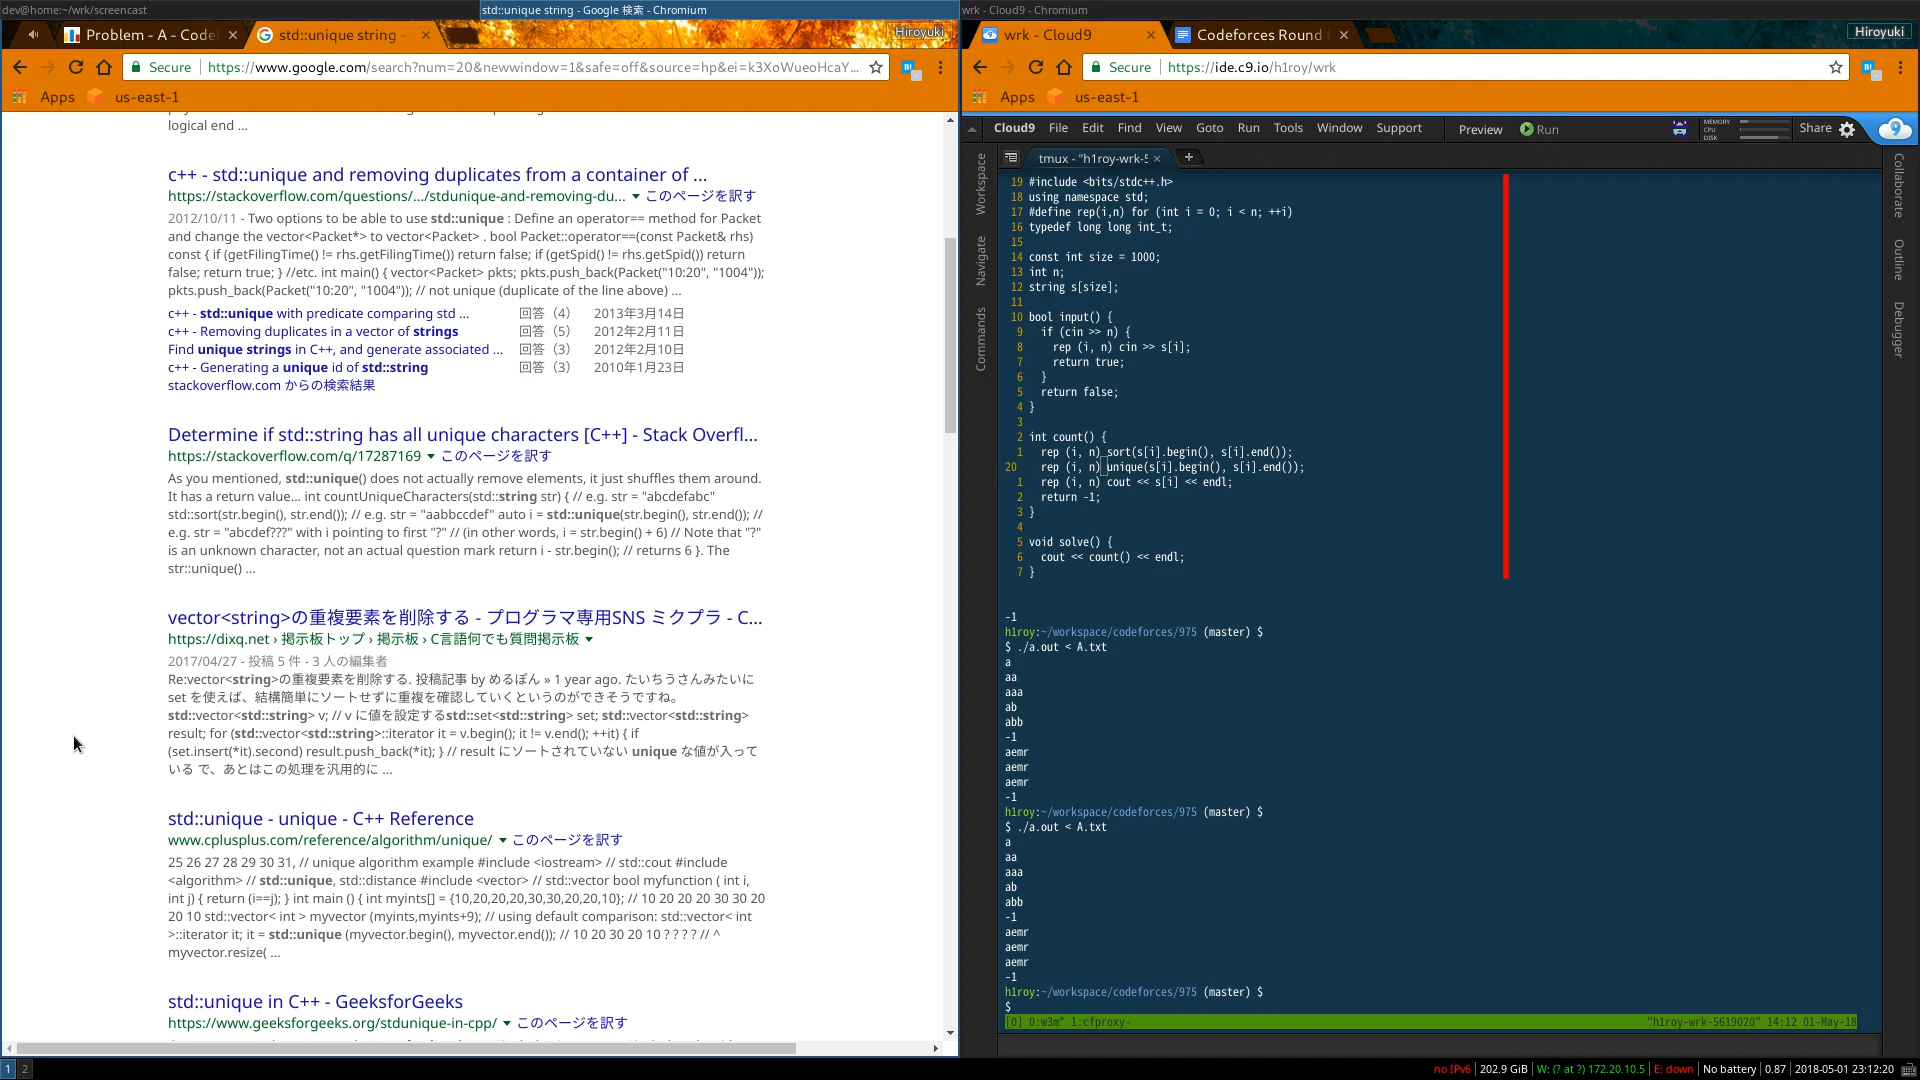 dev@home:~/wrk/screencast
std::unique string - Google 検索 - Chromium
wrk - Cloud9 - Chromium
Problem - A - Code
std::unique string -
Hiroyuki
wrk - Cloud9
Codeforces Round
Hiroyuki
Secure
https://www.google.com/search?num=20&newwindow=1&safe=off&source=hp&ei=k3XoWueoHcaY...
Secure
https://ide.c9.io/h1roy/wrk
Apps
us-east-1
Apps
us-east-1
logical end ...
c++ - std::unique and removing duplicates from a container of ...
https://stackoverflow.com/questions/.../stdunique-and-removing-du... ▼ このページを訳す
2012/10/11 - Two options to be able to use std::unique : Define an operator== method for Packet
and change the vector<Packet*> to vector<Packet> . bool Packet::operator==(const Packet& rhs)
const { if (getFilingTime() != rhs.getFilingTime()) return false; if (getSpid() != rhs.getSpid()) return
false; return true; } //etc. int main() { vector<Packet> pkts; pkts.push_back(Packet("10:20", "1004"));
pkts.push_back(Packet("10:20", "1004")); // not unique (duplicate of the line above) ...
c++ - std::unique with predicate comparing std ... 回答（4） 2013年3月14日
c++ - Removing duplicates in a vector of strings 回答（5） 2012年2月11日
Find unique strings in C++, and generate associated ... 回答（3） 2012年2月10日
c++ - Generating a unique id of std::string 回答（3） 2010年1月23日
stackoverflow.com からの検索結果
Determine if std::string has all unique characters [C++] - Stack Overfl...
https://stackoverflow.com/q/17287169 ▼ このページを訳す
As you mentioned, std::unique() does not actually remove elements, it just shuffles them around.
It has a return value... int countUniqueCharacters(std::string str) { // e.g. str = "abcdefabc"
std::sort(str.begin(), str.end()); // e.g. str = "aabbccdef" auto i = std::unique(str.begin(), str.end()); //
e.g. str = "abcdef???" with i pointing to first "?" // (in other words, i = str.begin() + 6) // Note that "?"
is an unknown character, not an actual question mark return i - str.begin(); // returns 6 }. The
str::unique() ...
vector<string>の重複要素を削除する - プログラマ専用SNS ミクプラ - C...
https://dixq.net › 掲示板トップ › 掲示板 › C言語何でも質問掲示板 ▼
2017/04/27 - 投稿 5 件 - 3 人の編集者
Re:vector<string>の重複要素を削除する. 投稿記事 by めるぽん » 1 year ago. たいちうさんみたいに
set を使えば、結構簡単にソートせずに重複を確認していくというのができそうですね。
std::vector<std::string> v; // v に値を設定するstd::set<std::string> set; std::vector<std::string>
result; for (std::vector<std::string>::iterator it = v.begin(); it != v.end(); ++it) { if
(set.insert(*it).second) result.push_back(*it); } // result にソートされていない unique な値が入って
いる で、あとはこの処理を汎用的に ...
std::unique - unique - C++ Reference
www.cplusplus.com/reference/algorithm/unique/ ▼ このページを訳す
25 26 27 28 29 30 31, // unique algorithm example #include <iostream> // std::cout #include
<algorithm> // std::unique, std::distance #include <vector> // std::vector bool myfunction ( int i,
int j) { return (i==j); } int main () { int myints[] = {10,20,20,20,30,30,20,20,10}; // 10 20 20 20 30 30 20
20 10 std::vector< int > myvector (myints,myints+9); // using default comparison: std::vector< int
>::iterator it; it = std::unique (myvector.begin(), myvector.end()); // 10 20 30 20 10 ? ? ? ? // ^
myvector.resize( ...
std::unique in C++ - GeeksforGeeks
https://www.geeksforgeeks.org/stdunique-in-cpp/ ▼ このページを訳す
Cloud9 File Edit Find View Goto Run Tools Window Support Preview Run
MEMORY
CPU
DISK
Share
Workspace
Navigate
Commands
Collaborate
Outline
Debugger
tmux - "h1roy-wrk-5
19 #include <bits/stdc++.h>
18 using namespace std;
17 #define rep(i,n) for (int i = 0; i < n; ++i)
16 typedef long long int_t;
15
14 const int size = 1000;
13 int n;
12 string s[size];
11
10 bool input() {
9 if (cin >> n) {
8 rep (i, n) cin >> s[i];
7 return true;
6 }
5 return false;
4 }
3
2 int count() {
1 rep (i, n) sort(s[i].begin(), s[i].end());
20 rep (i, n) unique(s[i].begin(), s[i].end());
1 rep (i, n) cout << s[i] << endl;
2 return -1;
3 }
4
5 void solve() {
6 cout << count() << endl;
7 }
-1
h1roy:~/workspace/codeforces/975 (master) $
$ ./a.out < A.txt
a
aa
aaa
ab
abb
-1
aemr
aemr
aemr
-1
h1roy:~/workspace/codeforces/975 (master) $
$ ./a.out < A.txt
a
aa
aaa
ab
abb
-1
aemr
aemr
aemr
-1
h1roy:~/workspace/codeforces/975 (master) $
$
[0] 0:w3m* 1:cfproxy- "h1roy-wrk-5619020" 14:12 01-May-18
1 2
no IPv6 | 202.9 GiB | W: (? at ?) 172.20.10.5 | E: down | No battery | 0.87 | 2018-05-01 23:12:20